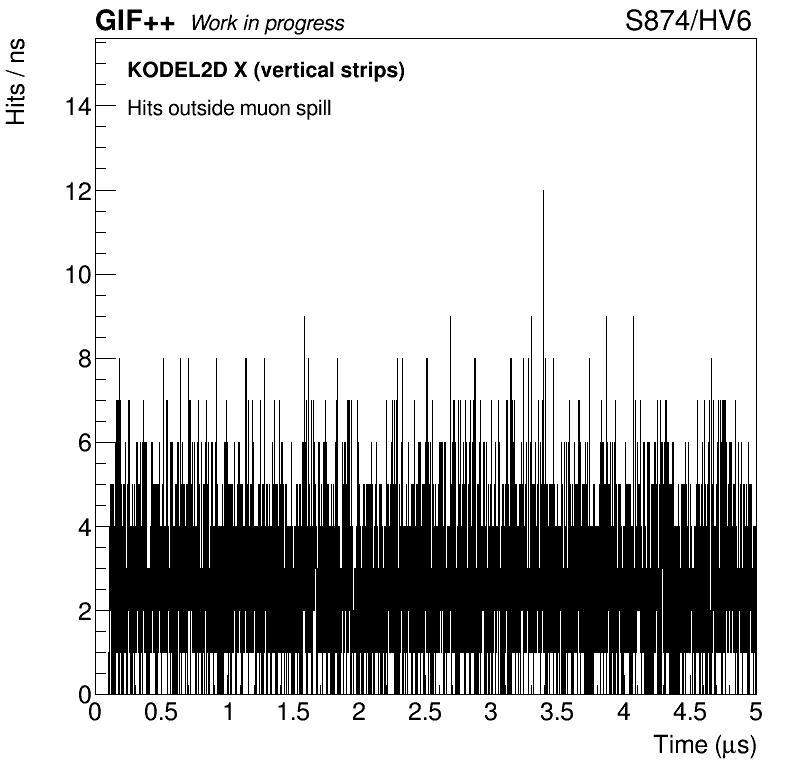 GIF++ Work in progress S874/HV6
Hits / ns
KODEL2D X (vertical strips)
Hits outside muon spill
14
12
10
8
6
4
2
0
0 0.5 1 1.5 2 2.5 3 3.5 4 4.5 5
Time (μs)